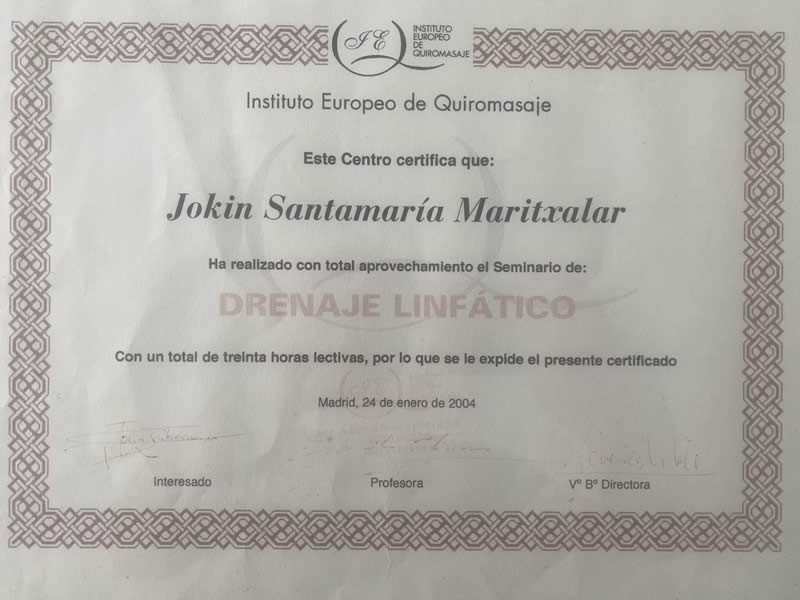 I E
INSTITUTO
EUROPEO
DE
QUIROMASAJE
Instituto Europeo de Quiromasaje
Este Centro certifica que:
Jokin Santamaría Maritxalar
Ha realizado con total aprovechamiento el Seminario de:
DRENAJE LINFÁTICO
Con un total de treinta horas lectivas, por lo que se le expide el presente certificado
Madrid, 24 de enero de 2004
Interesado Profesora Vº Bº Directora